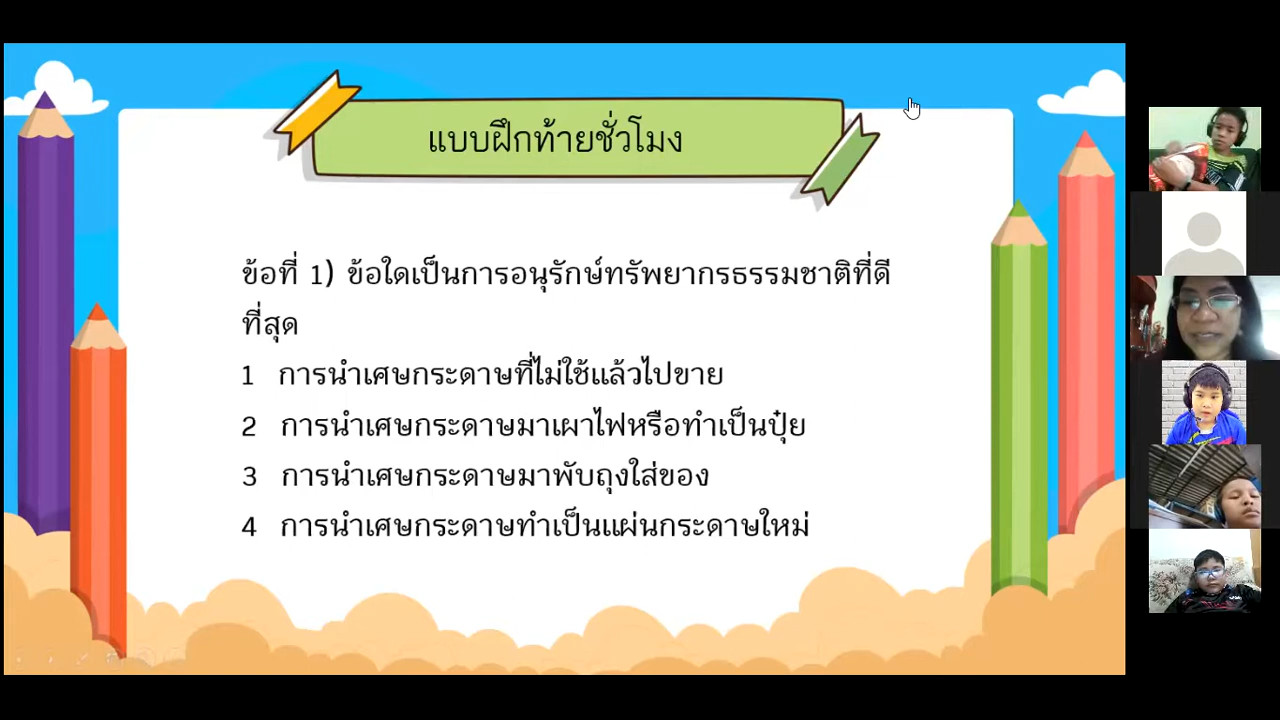 แบบฝึกท้ายชั่วโมง
ข้อที่ 1) ข้อใดเป็นการอนุรักษ์ทรัพยากรธรรมชาติที่ดี
ที่สุด
1 การนำเศษกระดาษที่ไม่ใช้แล้วไปขาย
2 การนำเศษกระดาษมาเผาไฟหรือทำเป็นปุ๋ย
3 การนำเศษกระดาษมาพับถุงใส่ของ
4 การนำเศษกระดาษทำเป็นแผ่นกระดาษใหม่